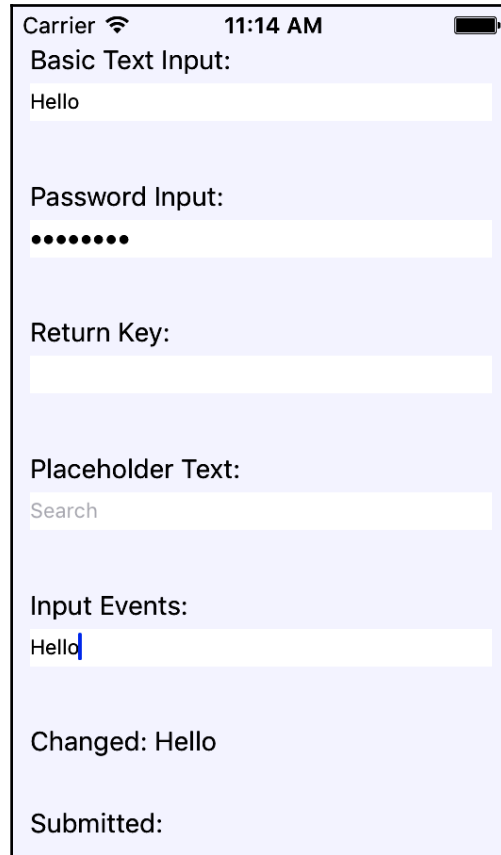 Carrier 11:14 AM
Basic Text Input:
Hello
Password Input:
••••••••
Return Key:
Placeholder Text:
Search
Input Events:
Hello
Changed: Hello
Submitted: